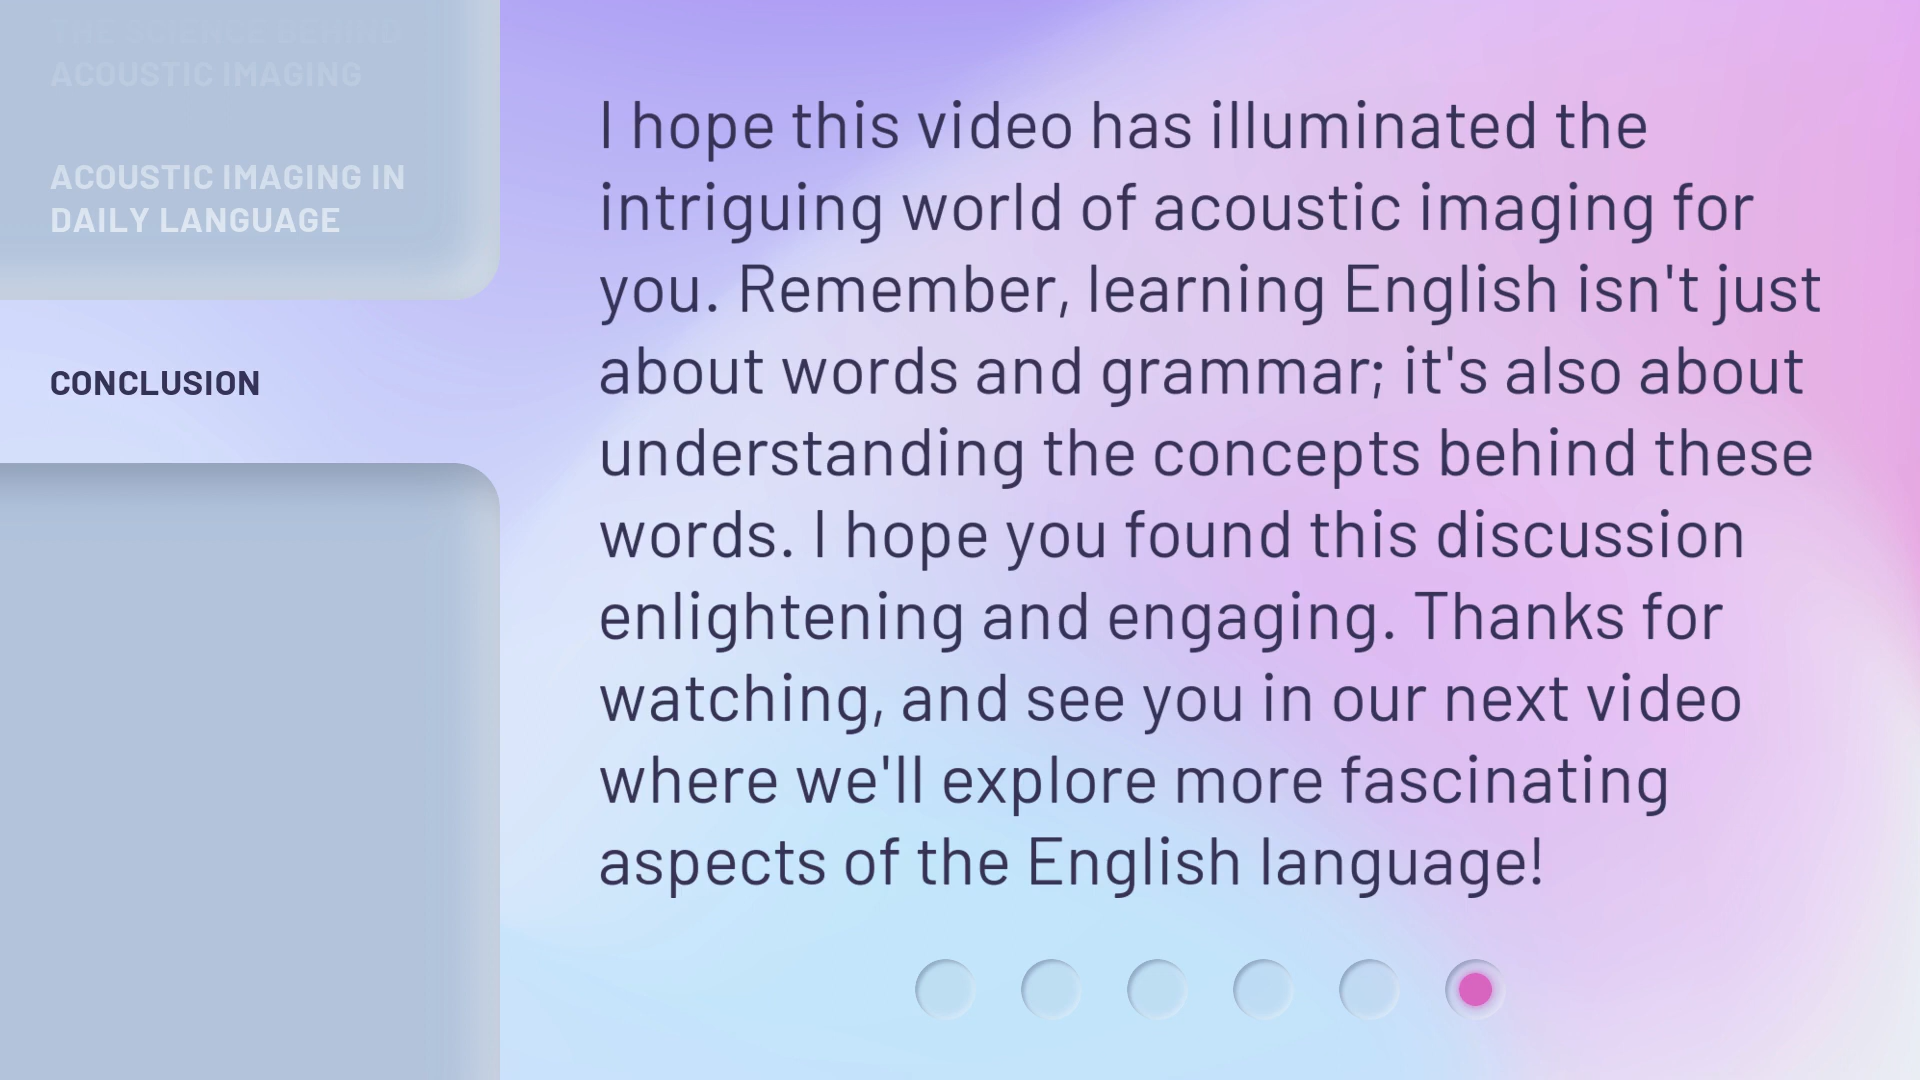 THE SCIENCE BEHIND
ACOUSTIC IMAGING
ACOUSTIC IMAGING IN
DAILY LANGUAGE
CONCLUSION
I hope this video has illuminated the
intriguing world of acoustic imaging for
you. Remember, learning English isn't just
about words and grammar; it's also about
understanding the concepts behind these
words. I hope you found this discussion
enlightening and engaging. Thanks for
watching, and see you in our next video
where we'll explore more fascinating
aspects of the English language!